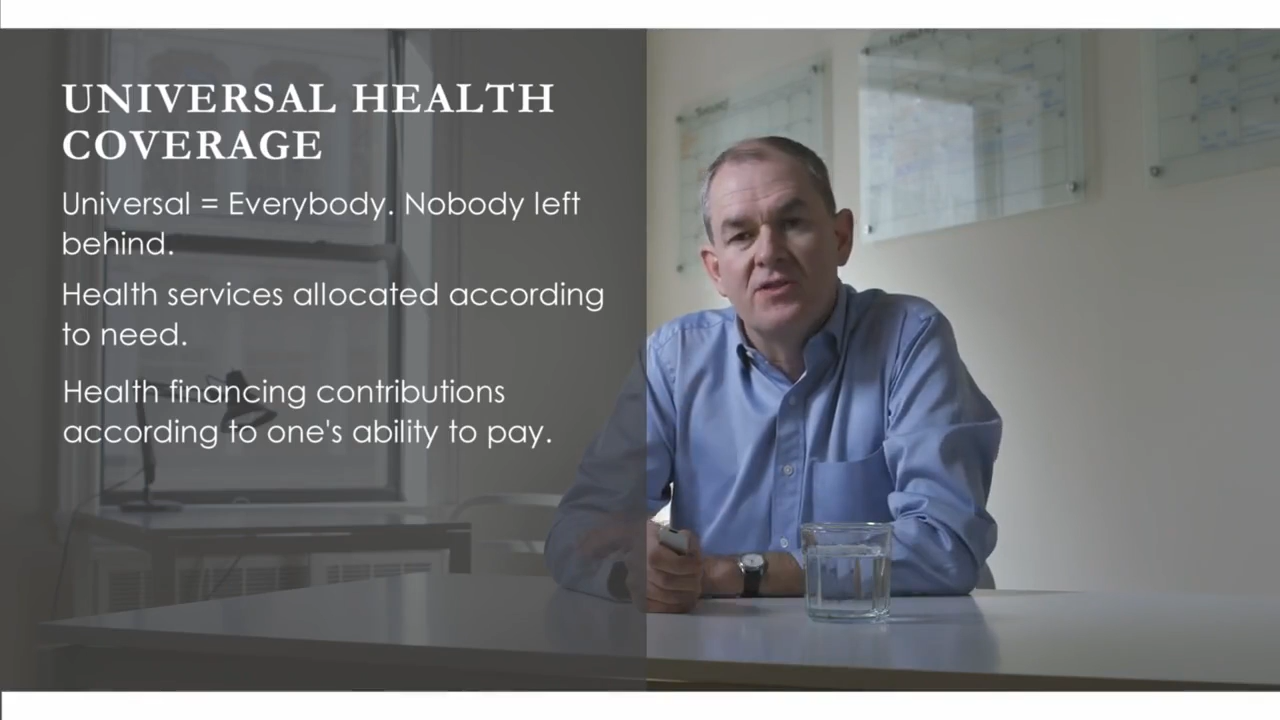 UNIVERSAL HEALTH
COVERAGE
Universal = Everybody. Nobody left
behind.
Health services allocated according
to need.
Health financing contributions
according to one's ability to pay.